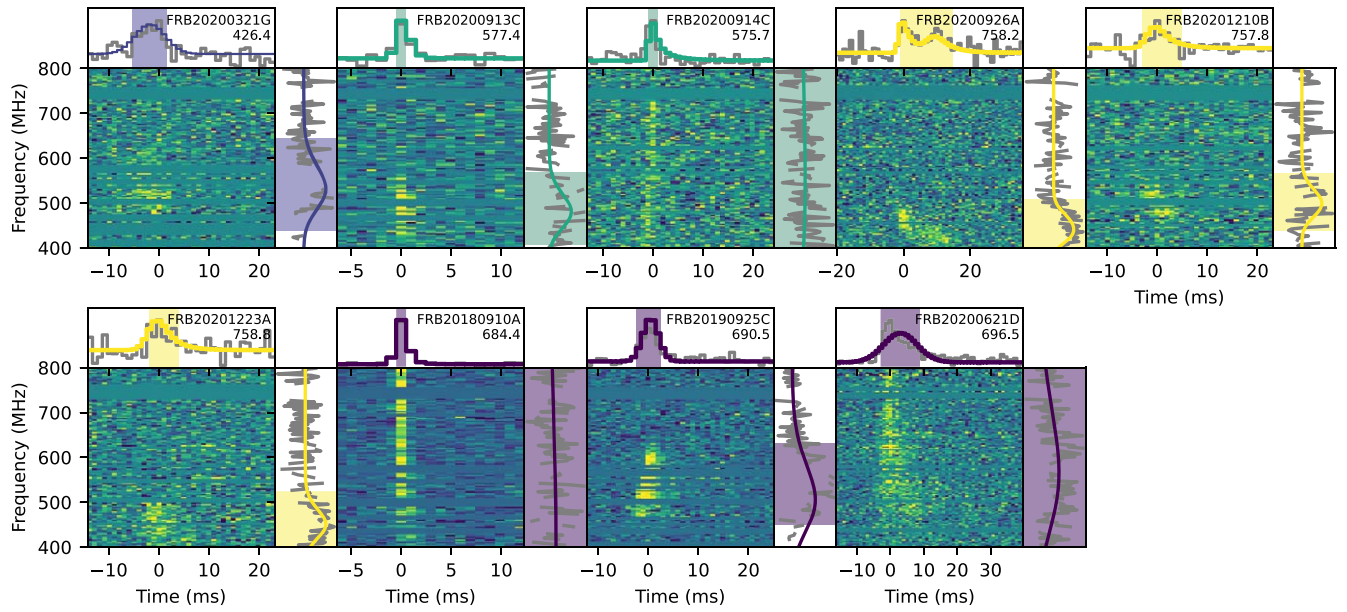 FRB20200321G
426.4
FRB20200913C
577.4
FRB20200914C
575.7
FRB20200926A
758.2
FRB20201210B
757.8
Frequency (MHz)
800
700
600
500
400
−10 0 10 20
−5 0 5 10
−10 0 10 20
0 20
−10 0 10 20
Time (ms)
FRB20201223A
758.8
FRB20180910A
684.4
FRB20190925C
690.5
FRB20200621D
696.5
Frequency (MHz)
800
700
600
500
400
−10 0 10 20
−5 0 5 10
−10 0 10 20
−10 0 10 20 30
Time (ms)
Time (ms)
Time (ms)
Time (ms)